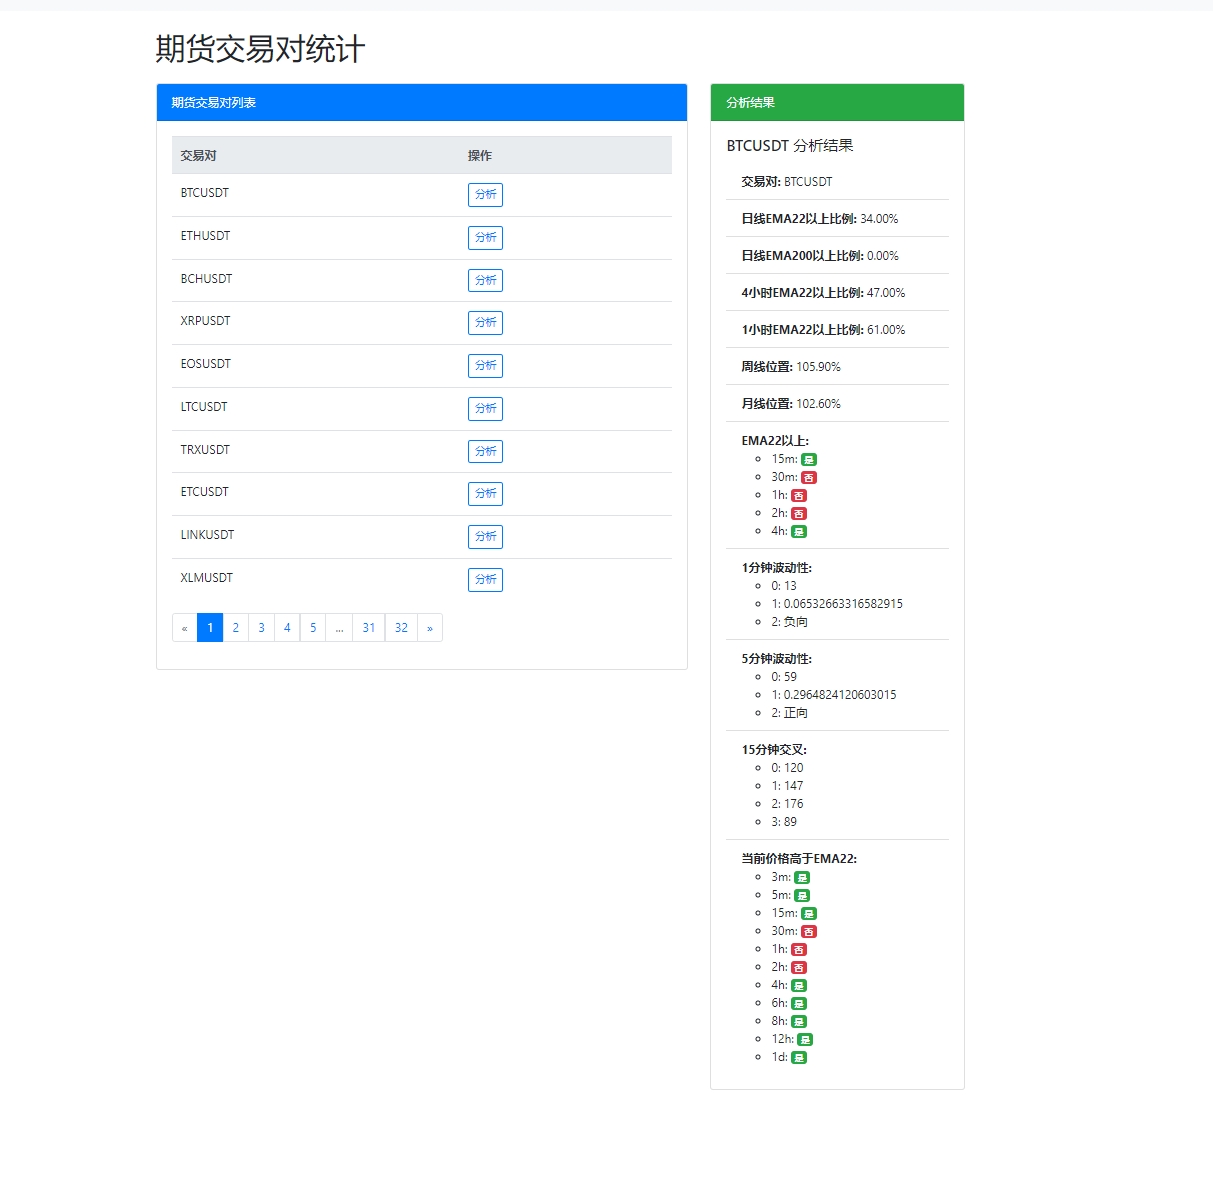 期货交易对统计
期货交易对列表
交易对 操作
BTCUSDT 分析
ETHUSDT 分析
BCHUSDT 分析
XRPUSDT 分析
EOSUSDT 分析
LTCUSDT 分析
TRXUSDT 分析
ETCUSDT 分析
LINKUSDT 分析
XLMUSDT 分析
« 1 2 3 4 5 ... 31 32 »
分析结果
BTCUSDT 分析结果
交易对: BTCUSDT
日线EMA22以上比例: 34.00%
日线EMA200以上比例: 0.00%
4小时EMA22以上比例: 47.00%
1小时EMA22以上比例: 61.00%
周线位置: 105.90%
月线位置: 102.60%
EMA22以上:
15m: 是
30m: 否
1h: 否
2h: 否
4h: 是
1分钟波动性:
0: 13
1: 0.06532663316582915
2: 负向
5分钟波动性:
0: 59
1: 0.2964824120603015
2: 正向
15分钟交叉:
0: 120
1: 147
2: 176
3: 89
当前价格高于EMA22:
3m: 是
5m: 是
15m: 是
30m: 否
1h: 否
2h: 否
4h: 是
6h: 是
8h: 是
12h: 是
1d: 是